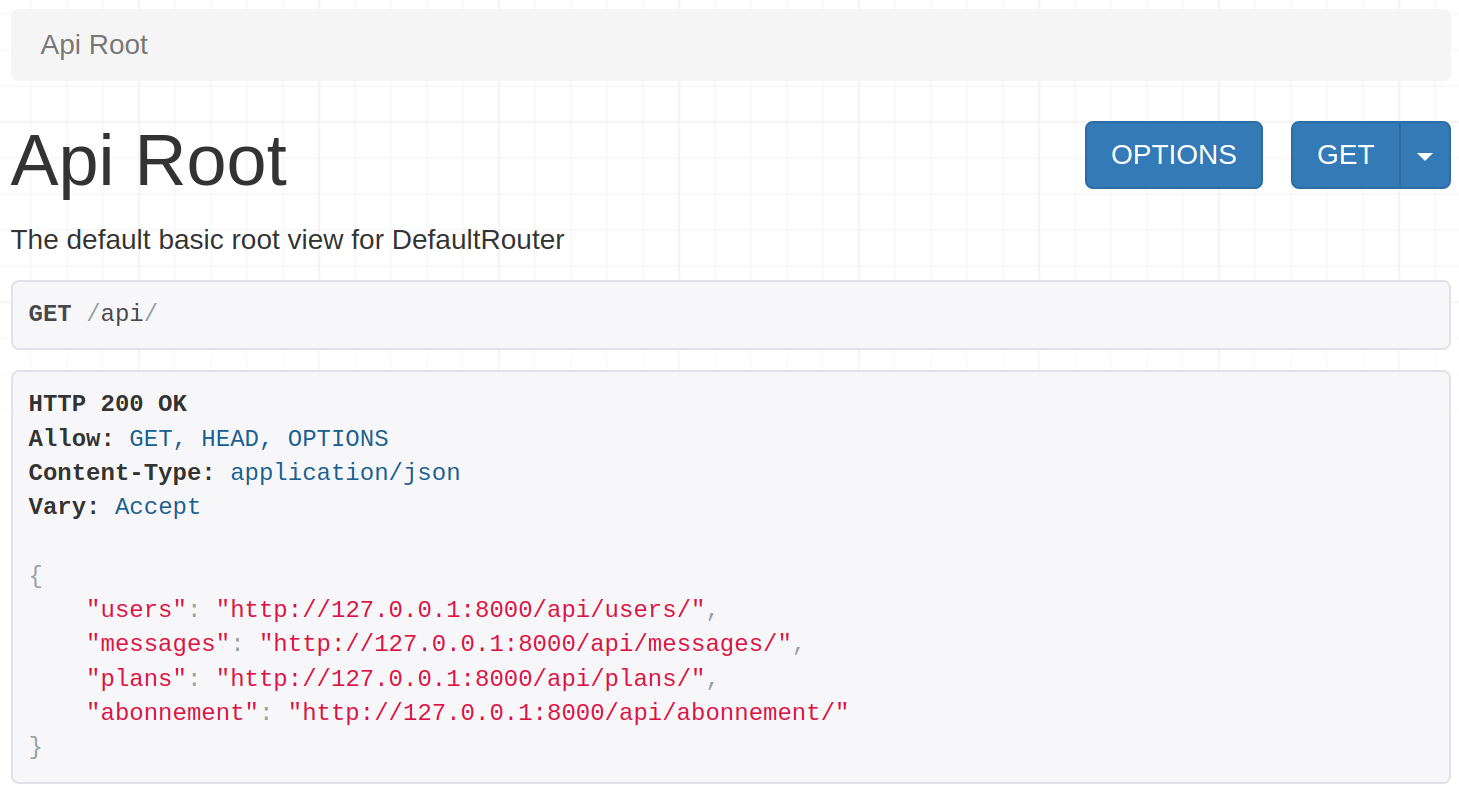 Api Root
Api Root
OPTIONS
GET
The default basic root view for DefaultRouter
GET /api/
HTTP 200 OK
Allow: GET, HEAD, OPTIONS
Content-Type: application/json
Vary: Accept
{
    "users": "http://127.0.0.1:8000/api/users/",
    "messages": "http://127.0.0.1:8000/api/messages/",
    "plans": "http://127.0.0.1:8000/api/plans/",
    "abonnement": "http://127.0.0.1:8000/api/abonnement/"
}